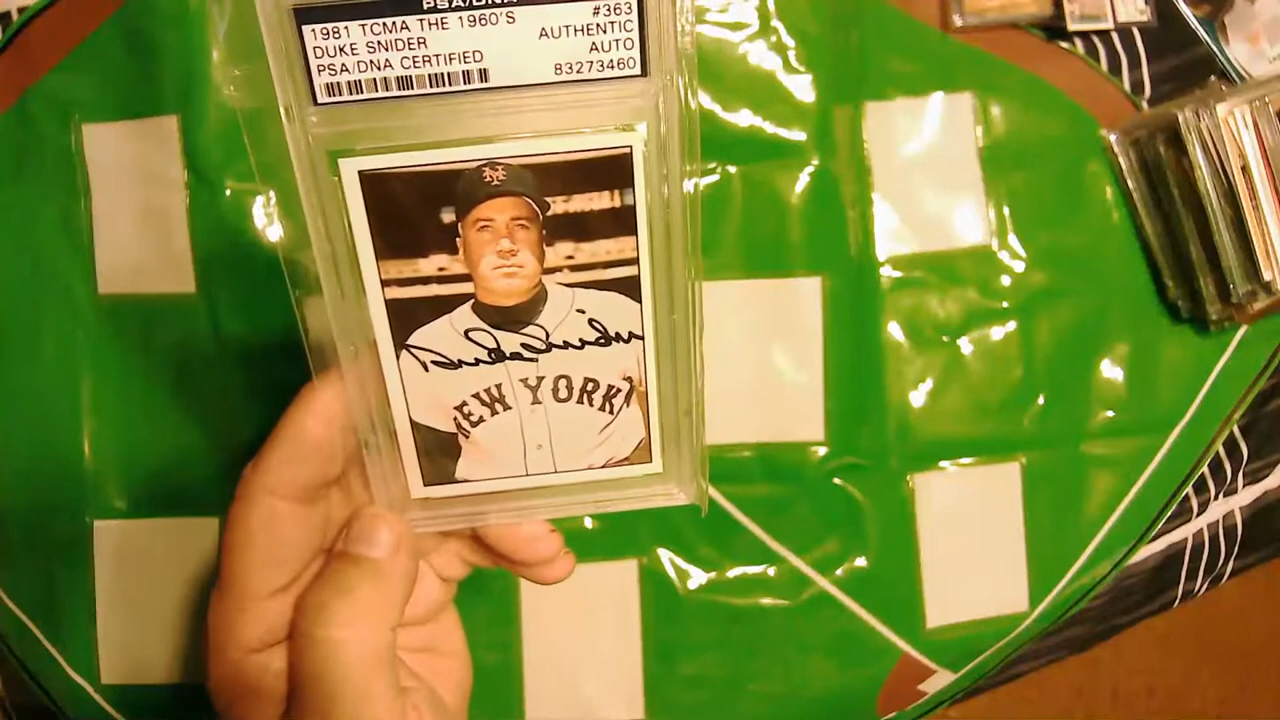 PSA/DNA
1981 TCMA THE 1960'S
#363
DUKE SNIDER
AUTHENTIC
PSA/DNA CERTIFIED
AUTO
83273460
NY
Duke Snider
NEW YORK